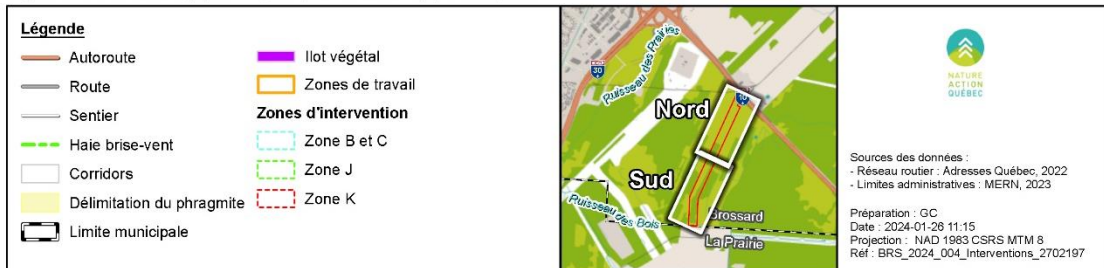 Légende
Autoroute
Route
Sentier
Haie brise-vent
Corridors
Délimitation du phragmite
Limite municipale
Ilot végétal
Zones de travail
Zones d'intervention
Zone B et C
Zone J
Zone K
30
Ruisseau des Prairies
10
Nord
Sud
Ruisseau des Bois
Brossard
La Prairie
NATURE
ACTION
QUÉBEC
Sources des données :
- Réseau routier : Adresses Québec, 2022
- Limites administratives : MERN, 2023
Préparation : GC
Date : 2024-01-26 11:15
Projection : NAD 1983 CSRS MTM 8
Réf : BRS_2024_004_Interventions_2702197